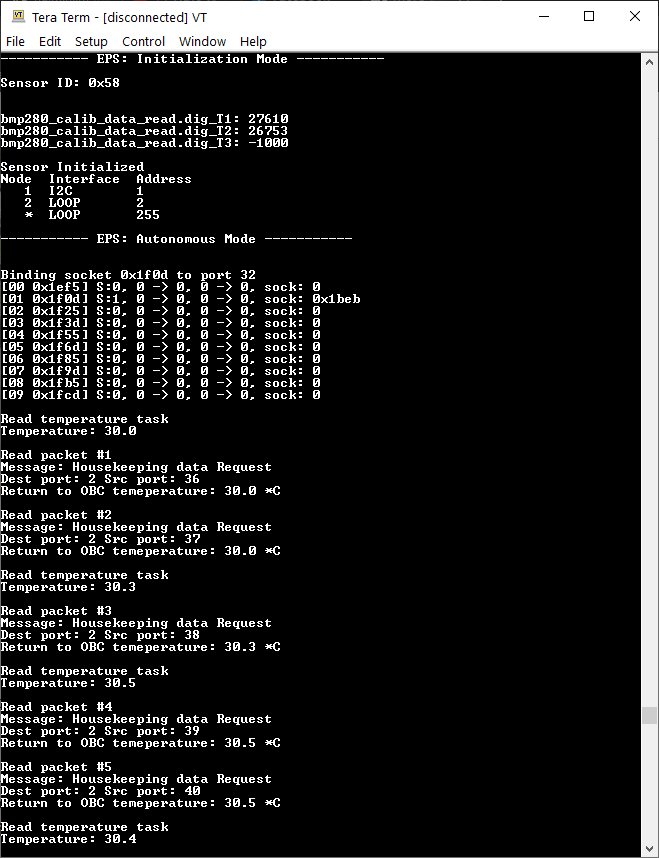 Tera Term - [disconnected] VT
File Edit Setup Control Window Help
----------- EPS: Initialization Mode -----------
Sensor ID: 0x58
bmp280_calib_data_read.dig_T1: 27610
bmp280_calib_data_read.dig_T2: 26753
bmp280_calib_data_read.dig_T3: -1000
Sensor Initialized
Node  Interface  Address
   1  I2C        1
   2  LOOP       2
   *  LOOP       255
----------- EPS: Autonomous Mode -----------
Binding socket 0x1f0d to port 32
[00 0x1ef5] S:0, 0 -> 0, 0 -> 0, sock: 0
[01 0x1f0d] S:1, 0 -> 0, 0 -> 0, sock: 0x1beb
[02 0x1f25] S:0, 0 -> 0, 0 -> 0, sock: 0
[03 0x1f3d] S:0, 0 -> 0, 0 -> 0, sock: 0
[04 0x1f55] S:0, 0 -> 0, 0 -> 0, sock: 0
[05 0x1f6d] S:0, 0 -> 0, 0 -> 0, sock: 0
[06 0x1f85] S:0, 0 -> 0, 0 -> 0, sock: 0
[07 0x1f9d] S:0, 0 -> 0, 0 -> 0, sock: 0
[08 0x1fb5] S:0, 0 -> 0, 0 -> 0, sock: 0
[09 0x1fcd] S:0, 0 -> 0, 0 -> 0, sock: 0
Read temperature task
Temperature: 30.0
Read packet #1
Message: Housekeeping data Request
Dest port: 2 Src port: 36
Return to OBC temeperature: 30.0 *C
Read packet #2
Message: Housekeeping data Request
Dest port: 2 Src port: 37
Return to OBC temeperature: 30.0 *C
Read temperature task
Temperature: 30.3
Read packet #3
Message: Housekeeping data Request
Dest port: 2 Src port: 38
Return to OBC temeperature: 30.3 *C
Read temperature task
Temperature: 30.5
Read packet #4
Message: Housekeeping data Request
Dest port: 2 Src port: 39
Return to OBC temeperature: 30.5 *C
Read packet #5
Message: Housekeeping data Request
Dest port: 2 Src port: 40
Return to OBC temeperature: 30.5 *C
Read temperature task
Temperature: 30.4